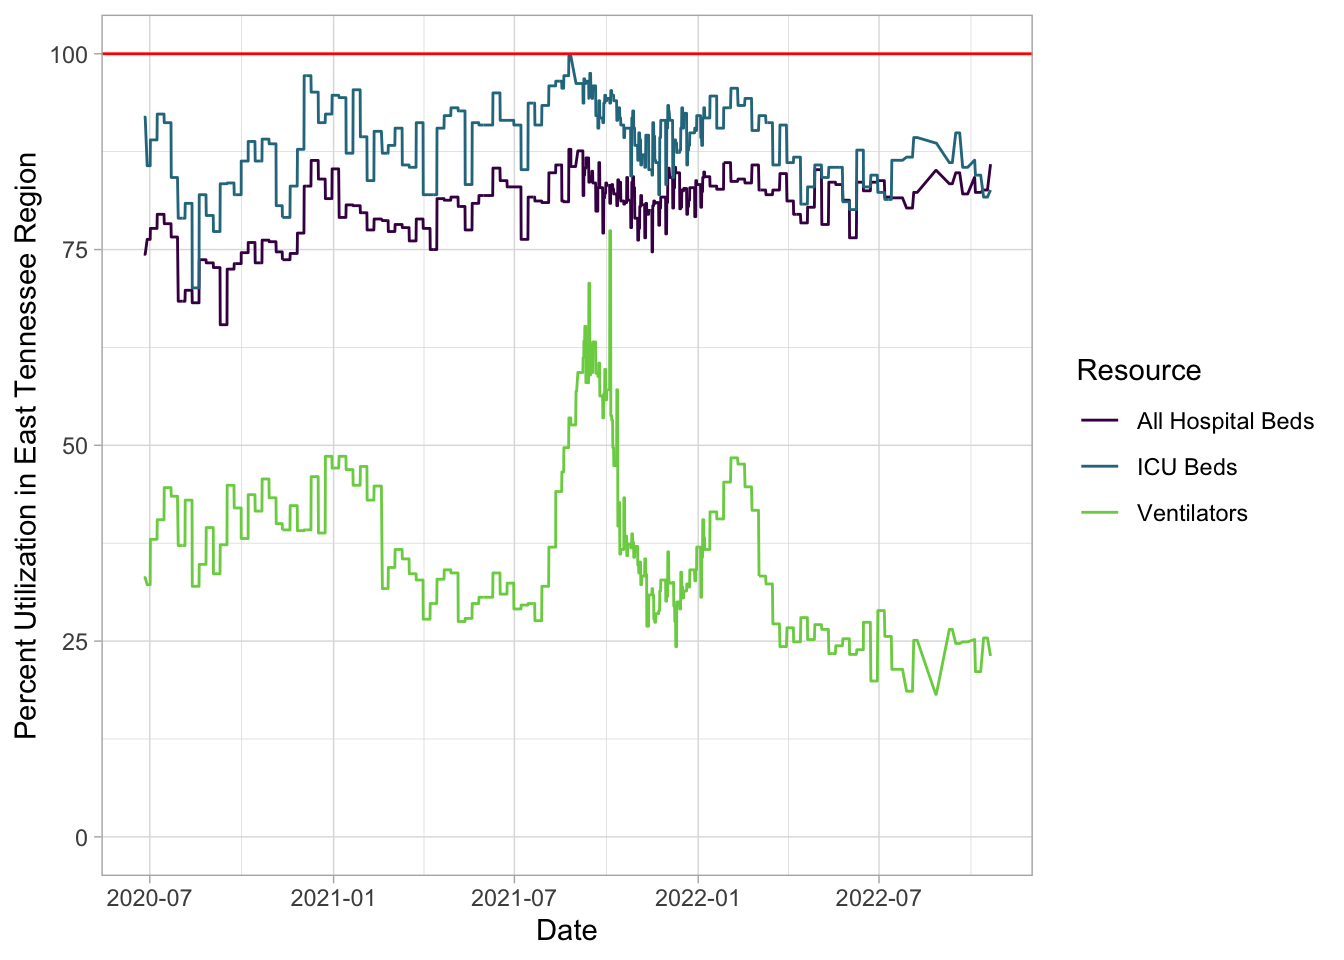 Percent Utilization in East Tennessee Region
100
75
50
25
0
2020-07
2021-01
2021-07
2022-01
2022-07
Date
Resource
All Hospital Beds
ICU Beds
Ventilators